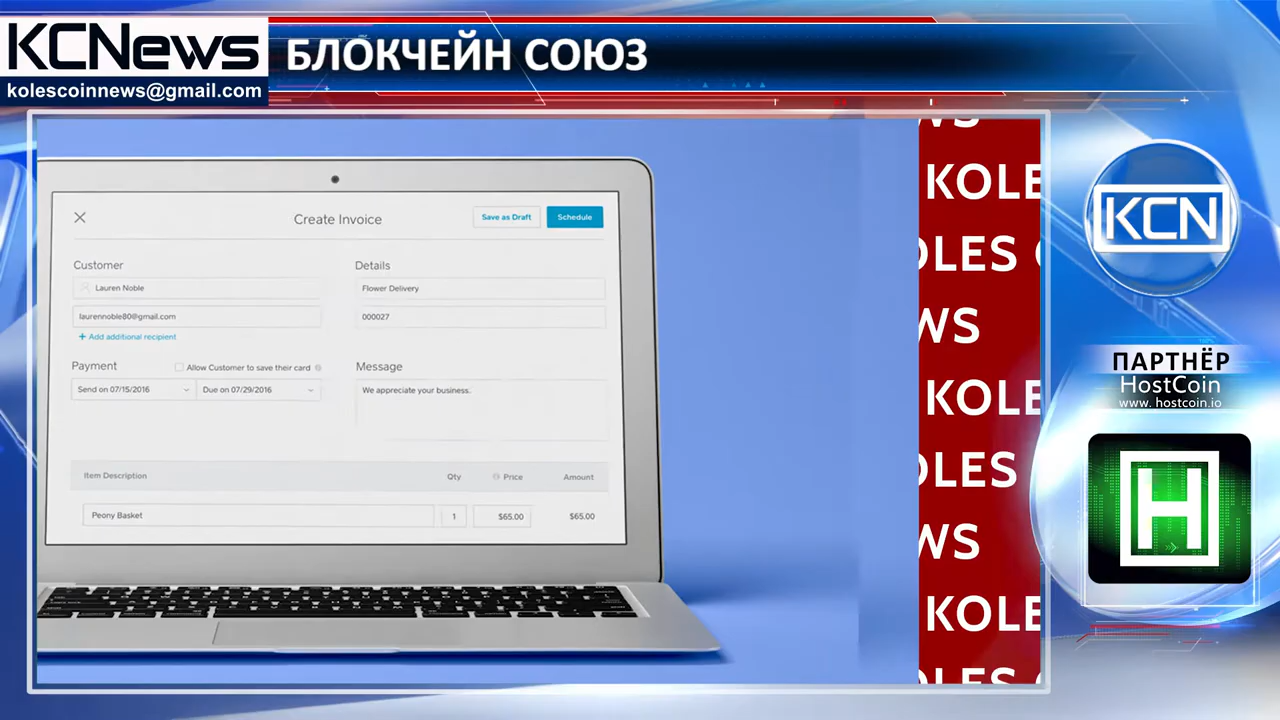 KCNews
kolescoinnews@gmail.com
БЛОКЧЕЙН СОЮЗ
Create Invoice
Save as Draft
Schedule
Customer
Lauren Noble
laurennoble80@gmail.com
+ Add additional recipient
Details
Flower Delivery
000027
Payment
Allow Customer to save their card
Send on 07/15/2016
Due on 07/29/2016
Message
We appreciate your business.
Item Description Qty Price Amount
Peony Basket 1 $65.00 $65.00
WS
KOLE
OLES
WS
KOLE
OLES
WS
KOLE
OLES
KCN
ПАРТНЁР
HostCoin
www.hostcoin.io
H